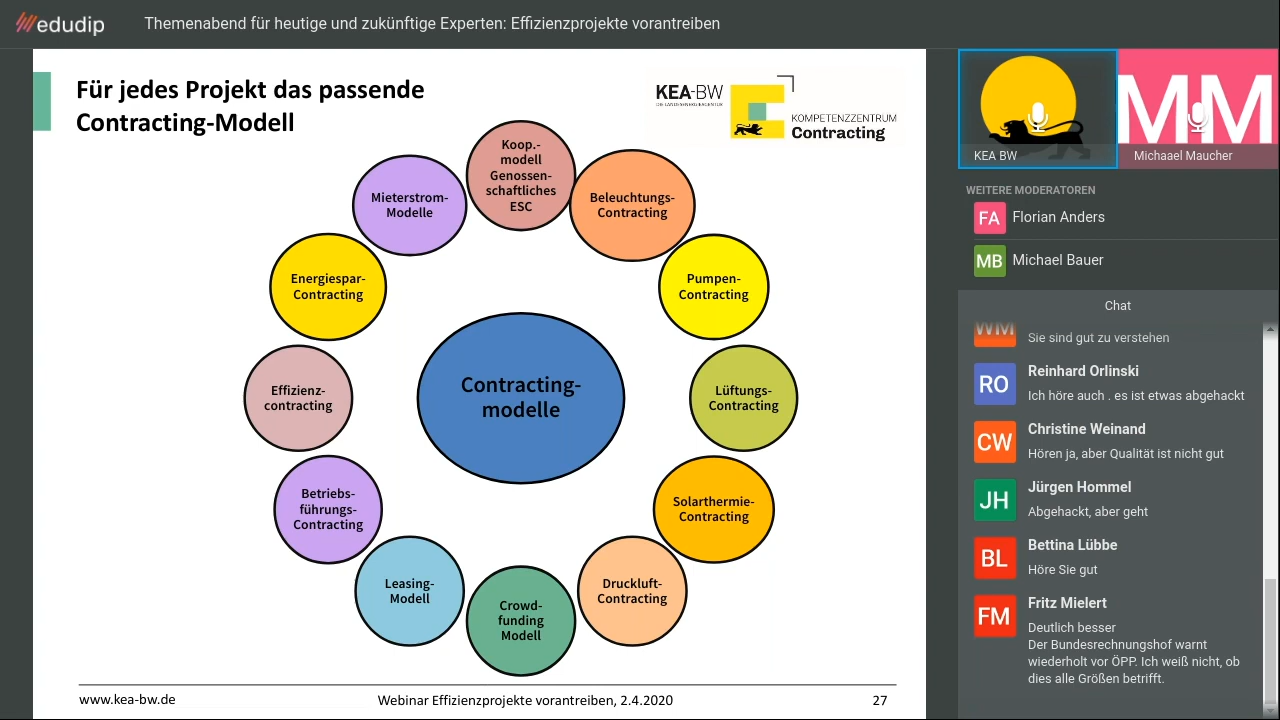 edudip
Themenabend für heutige und zukünftige Experten: Effizienzprojekte vorantreiben
Für jedes Projekt das passende
Contracting-Modell
KEA-BW
DIE LANDESENERGIEAGENTUR
KOMPETENZZENTRUM
Contracting
Koop.-
modell
Genossen-
schaftliches
ESC
Beleuchtungs-
Contracting
Pumpen-
Contracting
Lüftungs-
Contracting
Solarthermie-
Contracting
Druckluft-
Contracting
Crowd-
funding
Modell
Leasing-
Modell
Betriebs-
führungs-
Contracting
Effizienz-
contracting
Energiespar-
Contracting
Mieterstrom-
Modelle
Contracting-
modelle
www.kea-bw.de
Webinar Effizienzprojekte vorantreiben, 2.4.2020
27
KEA BW
MM
Michaael Maucher
WEITERE MODERATOREN
FA
Florian Anders
MB
Michael Bauer
Chat
WM
Sie sind gut zu verstehen
RO
Reinhard Orlinski
Ich höre auch . es ist etwas abgehackt
CW
Christine Weinand
Hören ja, aber Qualität ist nicht gut
JH
Jürgen Hommel
Abgehackt, aber geht
BL
Bettina Lübbe
Höre Sie gut
FM
Fritz Mielert
Deutlich besser
Der Bundesrechnungshof warnt
wiederholt vor ÖPP. Ich weiß nicht, ob
dies alle Größen betrifft.